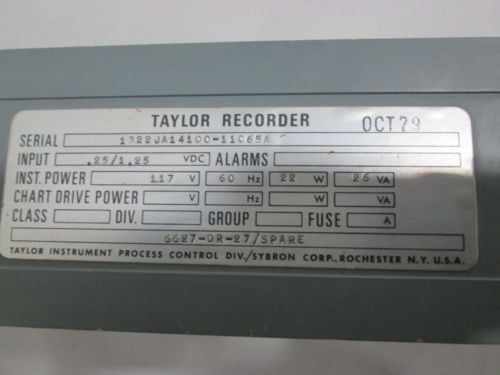 TAYLOR RECORDER OCT79
SERIAL 1322JA14100-11065A
INPUT .25/1.25 VDC ALARMS
INST. POWER 117 V 60 Hz 22 W 26 VA
CHART DRIVE POWER V Hz W VA
CLASS DIV. GROUP FUSE A
6627-DR-27/SPARE
TAYLOR INSTRUMENT PROCESS CONTROL DIV./SYBRON CORP., ROCHESTER N.Y. U.S.A.